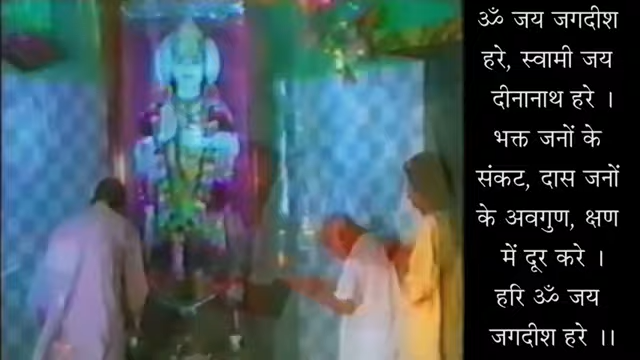 ॐ जय जगदीश
हरे, स्वामी जय
दीनानाथ हरे ।
भक्त जनों के
संकट, दास जनों
के अवगुण, क्षण
में दूर करे ।
हरि ॐ जय
जगदीश हरे ।।